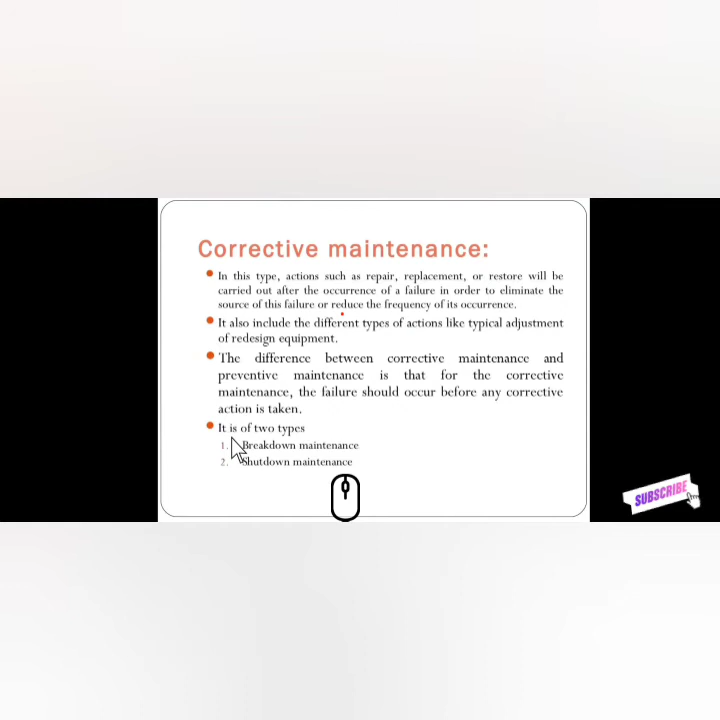 Corrective maintenance:
In this type, actions such as repair, replacement, or restore will be
carried out after the occurrence of a failure in order to eliminate the
source of this failure or reduce the frequency of its occurrence.
It also include the different types of actions like typical adjustment
of redesign equipment.
The difference between corrective maintenance and
preventive maintenance is that for the corrective
maintenance, the failure should occur before any corrective
action is taken.
It is of two types
1. Breakdown maintenance
2. Shutdown maintenance
SUBSCRIBE